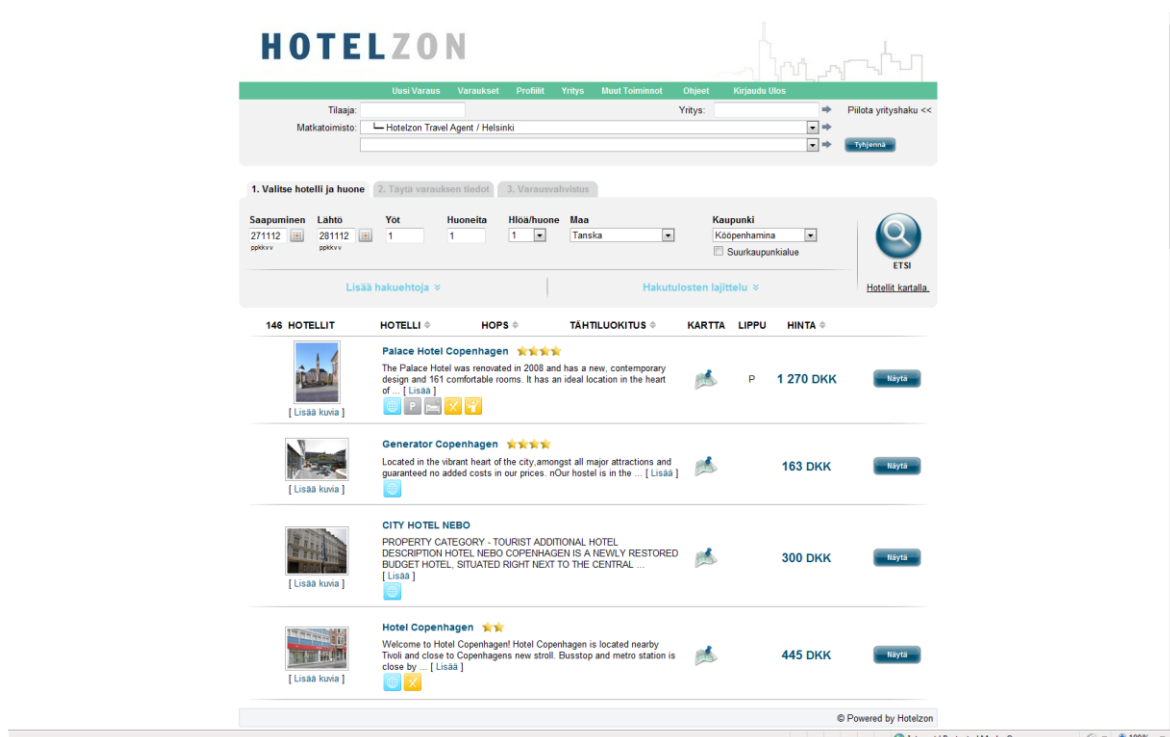 HOTELZON
Uusi Varaus Varaukset Profiilit Yritys Muut Toiminnot Ohjeet Kirjaudu Ulos
Tilaaja: Yritys: Piilota yrityshaku <<
Matkatoimisto: Hotelzon Travel Agent / Helsinki
Tyhjennä
1. Valitse hotelli ja huone 2. Täytä varauksen tiedot 3. Varausvahvistus
Saapuminen Lähtö Yöt Huoneita Hlöä/huone Maa Kaupunki
271112 281112 1 1 1 Tanska Kööpenhamina
ppkkvv ppkkvv Suurkaupunkialue
ETSI
Lisää hakuehtoja Hakutulosten lajittelu Hotellit kartalla.
146 HOTELLIT HOTELLI HOPS TÄHTILUOKITUS KARTTA LIPPU HINTA
Palace Hotel Copenhagen
The Palace Hotel was renovated in 2008 and has a new, contemporary
design and 161 comfortable rooms. It has an ideal location in the heart
of ... [ Lisää ]
P 1 270 DKK Näytä
P
[ Lisää kuvia ]
Generator Copenhagen
Located in the vibrant heart of the city,amongst all major attractions and
guaranteed no added costs in our prices. nOur hostel is in the ... [ Lisää ]
163 DKK Näytä
[ Lisää kuvia ]
CITY HOTEL NEBO
PROPERTY CATEGORY - TOURIST ADDITIONAL HOTEL
DESCRIPTION HOTEL NEBO COPENHAGEN IS A NEWLY RESTORED
BUDGET HOTEL, SITUATED RIGHT NEXT TO THE CENTRAL ...
[ Lisää ]
300 DKK Näytä
[ Lisää kuvia ]
Hotel Copenhagen
Welcome to Hotel Copenhagen! Hotel Copenhagen is located nearby
Tivoli and close to Copenhagens new stroll. Busstop and metro station is
close by ... [ Lisää ]
445 DKK Näytä
[ Lisää kuvia ]
© Powered by Hotelzon